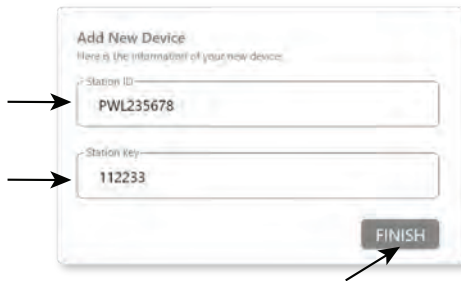 Add New Device
Here is the information of your new device.
Station ID
PWL235678
Station Key
112233
FINISH